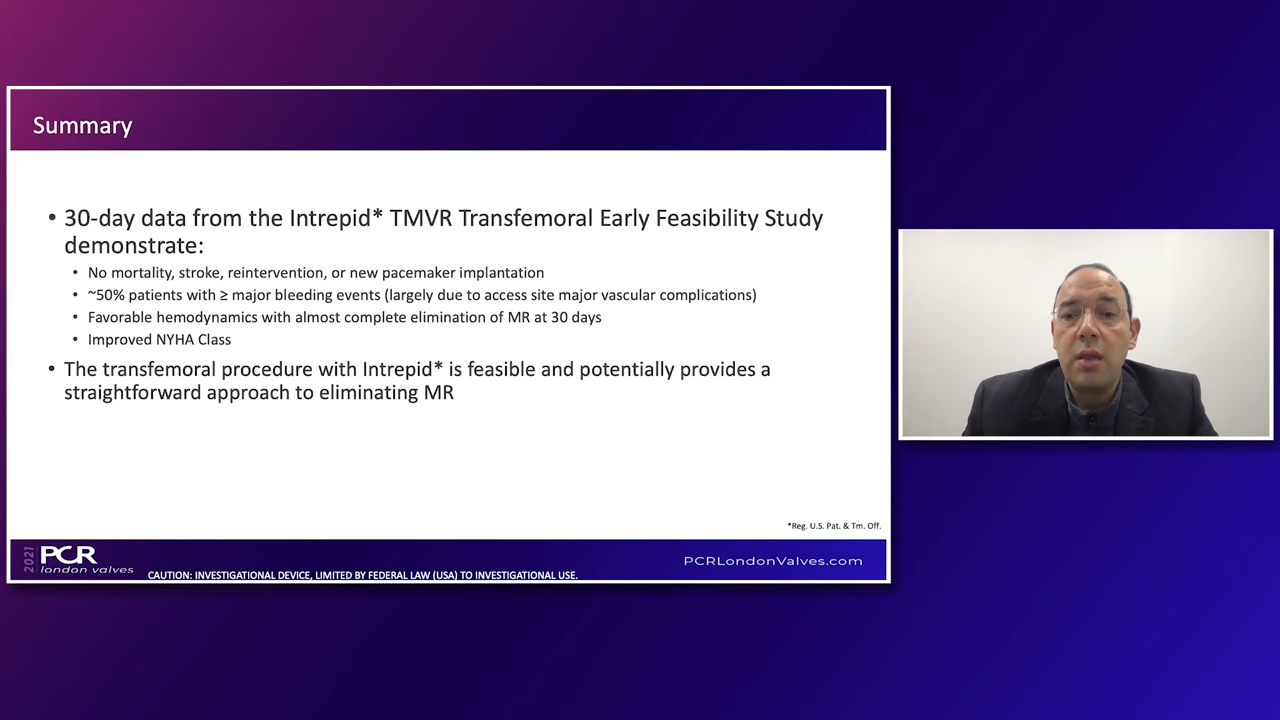 Summary
• 30-day data from the Intrepid* TMVR Transfemoral Early Feasibility Study
demonstrate:
• No mortality, stroke, reintervention, or new pacemaker implantation
• ~50% patients with ≥ major bleeding events (largely due to access site major vascular complications)
• Favorable hemodynamics with almost complete elimination of MR at 30 days
• Improved NYHA Class
• The transfemoral procedure with Intrepid* is feasible and potentially provides a
straightforward approach to eliminating MR
*Reg. U.S. Pat. & Tm. Off.
2021
PCR
london valves
CAUTION: INVESTIGATIONAL DEVICE, LIMITED BY FEDERAL LAW (USA) TO INVESTIGATIONAL USE.
PCRLondonValves.com